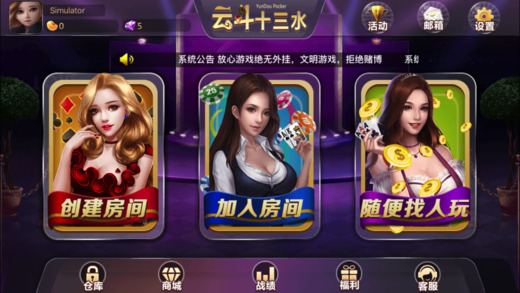 Simulator
0
5
云斗十三水
YunDou Pocker
活动
邮箱
设置
系统公告 放心游戏绝无外挂，文明游戏，拒绝赌博
系统
创建房间
加入房间
随便找人玩
仓库
商城
战绩
福利
客服